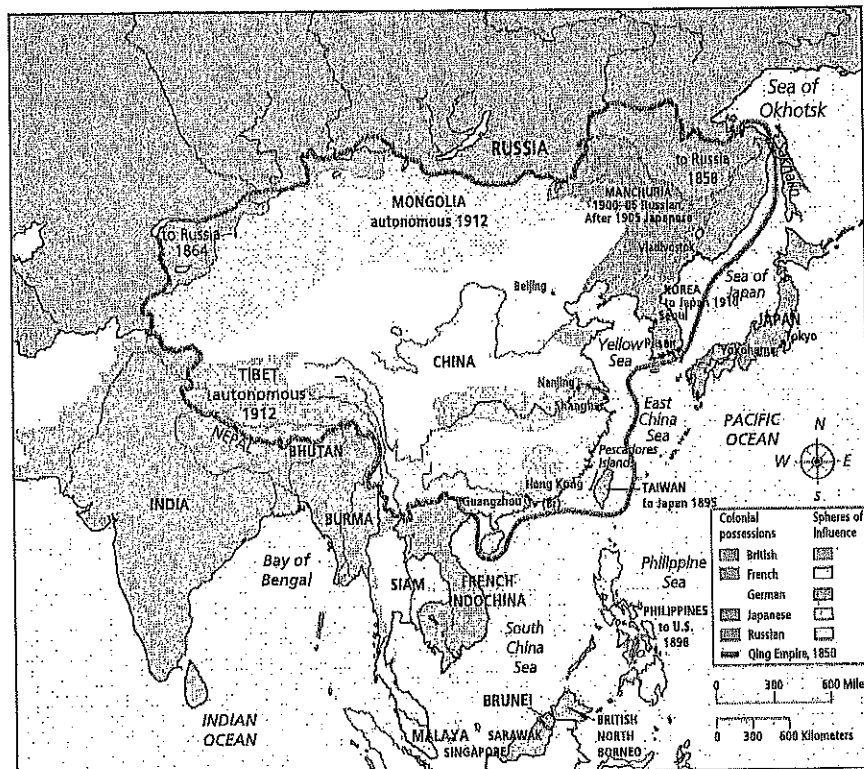 Sea of
Okhotsk
RUSSIA
to Russia
1858
Sakhalin
MONGOLIA
autonomous 1912
MANCHURIA
1900–05 Russian
After 1905 Japanese
to Russia
1864
Vladivostok
Beijing
Sea of
Japan
KOREA
to Japan 1910
Seoul
JAPAN
Tokyo
Yokohama
Pusan
Yellow
Sea
CHINA
TIBET
autonomous
1912
Nanjing
Shanghai
East
China
Sea
PACIFIC
OCEAN
N
W
E
S
NEPAL
BHUTAN
Pescadores
Island
INDIA
BURMA
Guangzhou
Hong Kong
(Br.)
TAIWAN
to Japan 1895
Bay of
Bengal
SIAM
FRENCH
INDOCHINA
Philippine
Sea
PHILIPPINES
to U.S.
1898
South
China
Sea
Colonial
possessions
Spheres of
Influence
British
French
German
Japanese
Russian
Qing Empire, 1850
0 300 600 Mile
0 300 600 Kilometers
INDIAN
OCEAN
BRUNEI
MALAYA
SARAWAK
SINGAPORE
BRITISH
NORTH
BORNEO